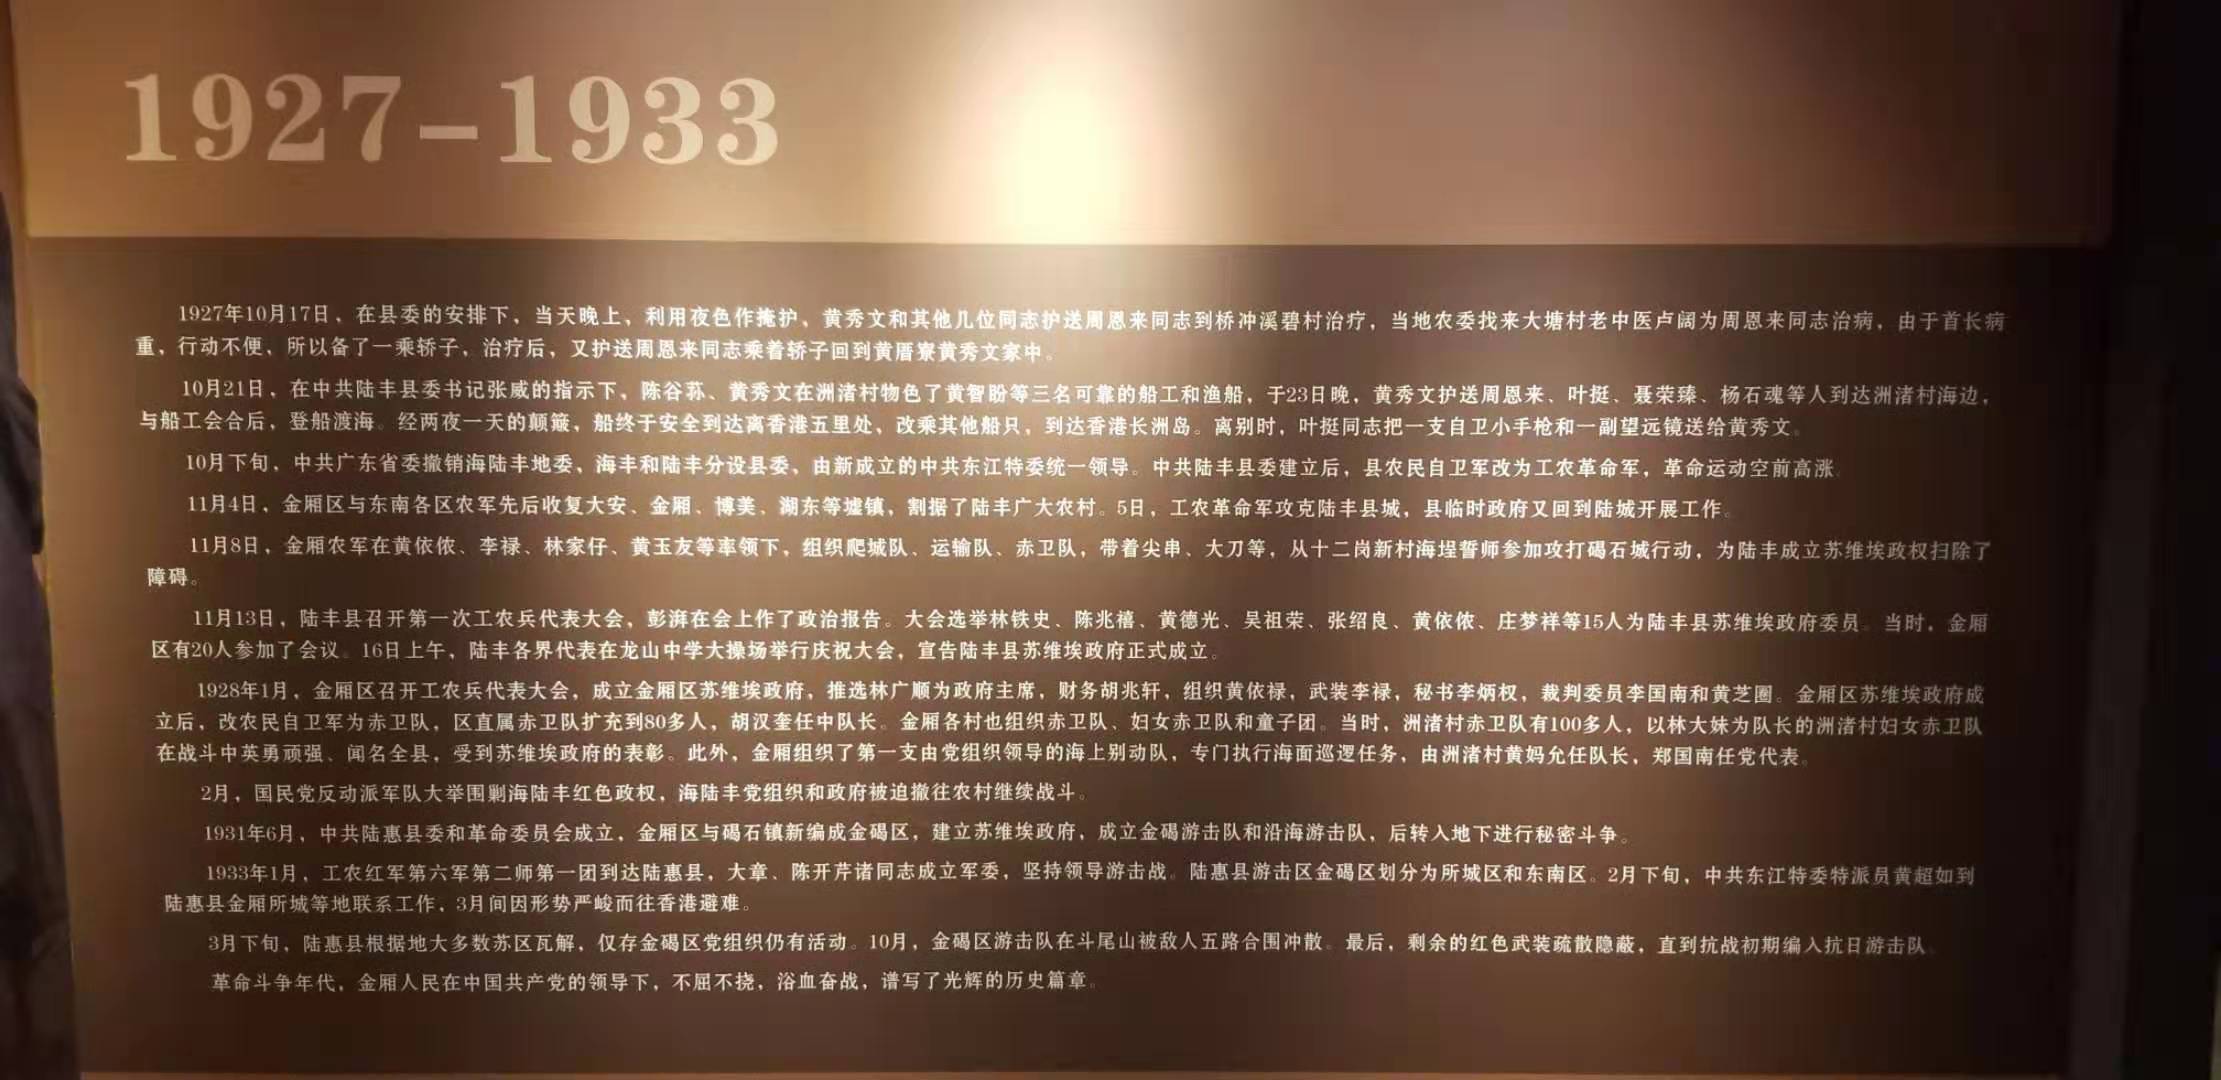 1927-1933
1927年10月17日，在县委的安排下，当天晚上，利用夜色作掩护，黄秀文和其他几位同志护送周恩来同志到桥冲溪碧村治疗，当地农委找来大塘村老中医卢阔为周恩来同志治病，由于首长病
重，行动不便，所以备了一乘轿子，治疗后，又护送周恩来同志乘着轿子回到黄厝寮黄秀文家中。
10月21日，在中共陆丰县委书记张威的指示下，陈谷荪、黄秀文在洲渚村物色了黄智盼等三名可靠的船工和渔船，于23日晚，黄秀文护送周恩来、叶挺、聂荣臻、杨石魂等人到达洲渚村海边，
与船工会合后，登船渡海。经两夜一天的颠簸，船终于安全到达离香港五里处，改乘其他船只，到达香港长洲岛。离别时，叶挺同志把一支自卫小手枪和一副望远镜送给黄秀文。
10月下旬，中共广东省委撤销海陆丰地委，海丰和陆丰分设县委，由新成立的中共东江特委统一领导。中共陆丰县委建立后，县农民自卫军改为工农革命军，革命运动空前高涨。
11月4日，金厢区与东南各区农军先后收复大安、金厢、博美、湖东等墟镇，割据了陆丰广大农村。5日，工农革命军攻克陆丰县城，县临时政府又回到陆城开展工作。
11月8日，金厢农军在黄依侬、李禄、林家仔、黄玉友等率领下，组织爬城队、运输队、赤卫队，带着尖串、大刀等，从十二岗新村海埕誓师参加攻打碣石城行动，为陆丰成立苏维埃政权扫除了
障碍。
11月13日，陆丰县召开第一次工农兵代表大会，彭湃在会上作了政治报告。大会选举林铁史、陈兆禧、黄德光、吴祖荣、张绍良、黄依侬、庄梦祥等15人为陆丰县苏维埃政府委员。当时，金厢
区有20人参加了会议。16日上午，陆丰各界代表在龙山中学大操场举行庆祝大会，宣告陆丰县苏维埃政府正式成立。
1928年1月，金厢区召开工农兵代表大会，成立金厢区苏维埃政府，推选林广顺为政府主席，财务胡兆轩，组织黄依禄，武装李禄，秘书李炳权，裁判委员李国南和黄芝圈。金厢区苏维埃政府成
立后，改农民自卫军为赤卫队，区直属赤卫队扩充到80多人，胡汉奎任中队长。金厢各村也组织赤卫队、妇女赤卫队和童子团。当时，洲渚村赤卫队有100多人，以林大妹为队长的洲渚村妇女赤卫队
在战斗中英勇顽强、闻名全县，受到苏维埃政府的表彰。此外，金厢组织了第一支由党组织领导的海上别动队，专门执行海面巡逻任务，由洲渚村黄妈允任队长，郑国南任党代表。
2月，国民党反动派军队大举围剿海陆丰红色政权，海陆丰党组织和政府被迫撤往农村继续战斗。
1931年6月，中共陆惠县委和革命委员会成立，金厢区与碣石镇新编成金碣区，建立苏维埃政府，成立金碣游击队和沿海游击队，后转入地下进行秘密斗争。
1933年1月，工农红军第六军第二师第一团到达陆惠县，大章、陈开芹诸同志成立军委，坚持领导游击战。陆惠县游击区金碣区划分为所城区和东南区。2月下旬，中共东江特委特派员黄超如到
陆惠县金厢所城等地联系工作，3月间因形势严峻而往香港避难。
3月下旬，陆惠县根据地大多数苏区瓦解，仅存金碣区党组织仍有活动。10月，金碣区游击队在斗尾山被敌人五路合围冲散。最后，剩余的红色武装疏散隐蔽，直到抗战初期编入抗日游击队。
革命斗争年代，金厢人民在中国共产党的领导下，不屈不挠，浴血奋战，谱写了光辉的历史篇章。